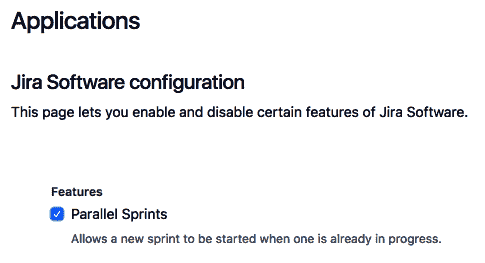 Applications
Jira Software configuration
This page lets you enable and disable certain features of Jira Software.
Features
Parallel Sprints
Allows a new sprint to be started when one is already in progress.